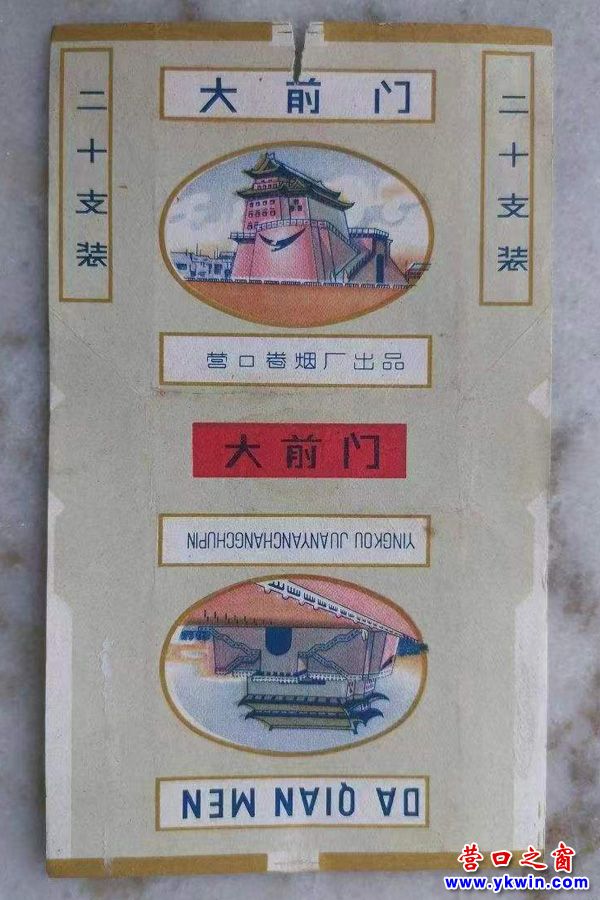 大前门
二十支装
二十支装
营口卷烟厂出品
大前门
YINGKOU JUANYANCHANGCHUPIN
DA QIAN MEN
营口之窗
www.ykwin.com